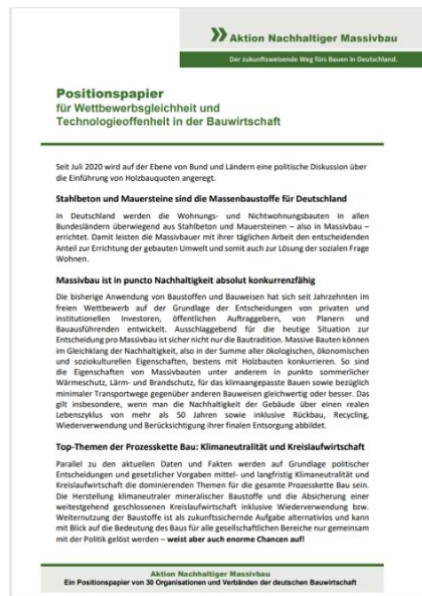 Aktion Nachhaltiger Massivbau
Der zukunftsweisende Weg fürs Bauen in Deutschland.
Positionspapier
für Wettbewerbsgleichheit und
Technologieoffenheit in der Bauwirtschaft
Seit Juli 2020 wird auf der Ebene von Bund und Ländern eine politische Diskussion über
die Einführung von Holzbauquoten angeregt.
Stahlbeton und Mauersteine sind die Massenbaustoffe für Deutschland
In Deutschland werden die Wohnungs- und Nichtwohnungsbauten in allen
Bundesländern überwiegend aus Stahlbeton und Mauersteinen – also in Massivbau –
errichtet. Damit leisten die Massivbauer mit ihrer täglichen Arbeit den entscheidenden
Anteil zur Errichtung der gebauten Umwelt und somit auch zur Lösung der sozialen Frage
Wohnen.
Massivbau ist in puncto Nachhaltigkeit absolut konkurrenzfähig
Die bisherige Anwendung von Baustoffen und Bauweisen hat sich seit Jahrzehnten im
freien Wettbewerb auf der Grundlage der Entscheidungen von privaten und
institutionellen Investoren, öffentlichen Auftraggebern, von Planern und
Bauausführenden entwickelt. Ausschlaggebend für die heutige Situation zur
Entscheidung pro Massivbau ist sicher nicht nur die Bautradition. Massive Bauten können
im Gleichklang der Nachhaltigkeit, also in der Summe aller ökologischen, ökonomischen
und soziokulturellen Eigenschaften, bestens mit Holzbauten konkurrieren. So sind
die Eigenschaften von Massivbauten unter anderem in punkto sommerlicher
Wärmeschutz, Lärm- und Brandschutz, für das klimaangepasste Bauen sowie bezüglich
minimaler Transportwege gegenüber anderen Bauweisen gleichwertig oder besser. Das
gilt insbesondere, wenn man die Nachhaltigkeit der Gebäude über einen realen
Lebenszyklus von mehr als 50 Jahren sowie inklusive Rückbau, Recycling,
Wiederverwendung und Berücksichtigung ihrer finalen Entsorgung abbildet.
Top-Themen der Prozesskette Bau: Klimaneutralität und Kreislaufwirtschaft
Parallel zu den aktuellen Daten und Fakten werden auf Grundlage politischer
Entscheidungen und gesetzlicher Vorgaben mittel- und langfristig Klimaneutralität und
Kreislaufwirtschaft die dominierenden Themen für die gesamte Prozesskette Bau sein.
Die Herstellung klimaneutraler mineralischer Baustoffe und die Absicherung einer
weitestgehend geschlossenen Kreislaufwirtschaft inklusive Wiederverwendung bzw.
Weiternutzung der Baustoffe ist als zukunftssichernde Aufgabe alternativlos und kann
mit Blick auf die Bedeutung des Baus für alle gesellschaftlichen Bereiche nur gemeinsam
mit der Politik gelöst werden – weist aber auch enorme Chancen auf!
Aktion Nachhaltiger Massivbau
Ein Positionspapier von 30 Organisationen und Verbänden der deutschen Bauwirtschaft